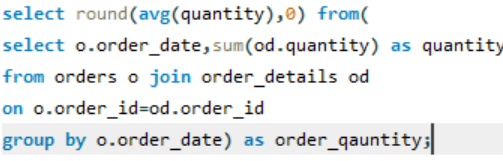 select round(avg(quantity),0) from(
select o.order_date,sum(od.quantity) as quantity
from orders o join order_details od
on o.order_id=od.order_id
group by o.order_date) as order_qauntity;